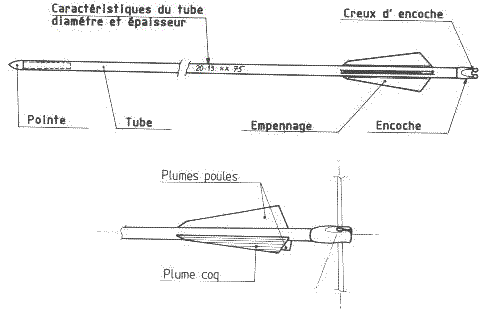 Caractéristiques du tube
diamétre et épaisseur
Creux d' encoche
20-13 xx 75
Pointe
Tube
Empennage
Encoche
Plumes poules
Plume coq